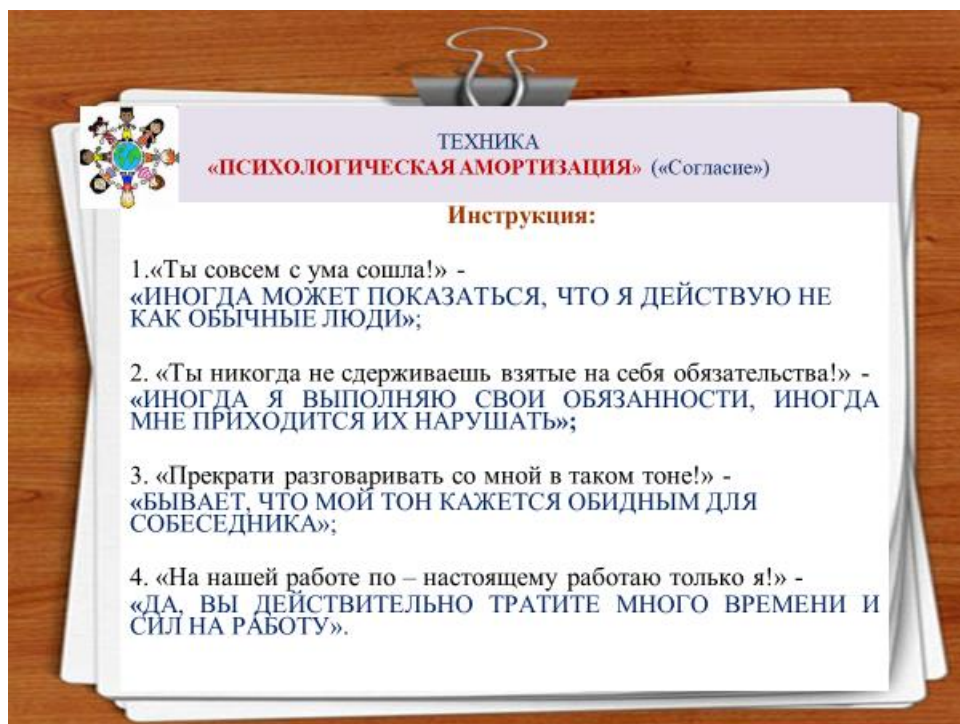 ТЕХНИКА
«ПСИХОЛОГИЧЕСКАЯ АМОРТИЗАЦИЯ» («Согласие»)
Инструкция:
1.«Ты совсем с ума сошла!» -
«ИНОГДА МОЖЕТ ПОКАЗАТЬСЯ, ЧТО Я ДЕЙСТВУЮ НЕ
КАК ОБЫЧНЫЕ ЛЮДИ»;
2. «Ты никогда не сдерживаешь взятые на себя обязательства!» -
«ИНОГДА Я ВЫПОЛНЯЮ СВОИ ОБЯЗАННОСТИ, ИНОГДА
МНЕ ПРИХОДИТСЯ ИХ НАРУШАТЬ»;
3. «Прекрати разговаривать со мной в таком тоне!» -
«БЫВАЕТ, ЧТО МОЙ ТОН КАЖЕТСЯ ОБИДНЫМ ДЛЯ
СОБЕСЕДНИКА»;
4. «На нашей работе по – настоящему работаю только я!» -
«ДА, ВЫ ДЕЙСТВИТЕЛЬНО ТРАТИТЕ МНОГО ВРЕМЕНИ И
СИЛ НА РАБОТУ».